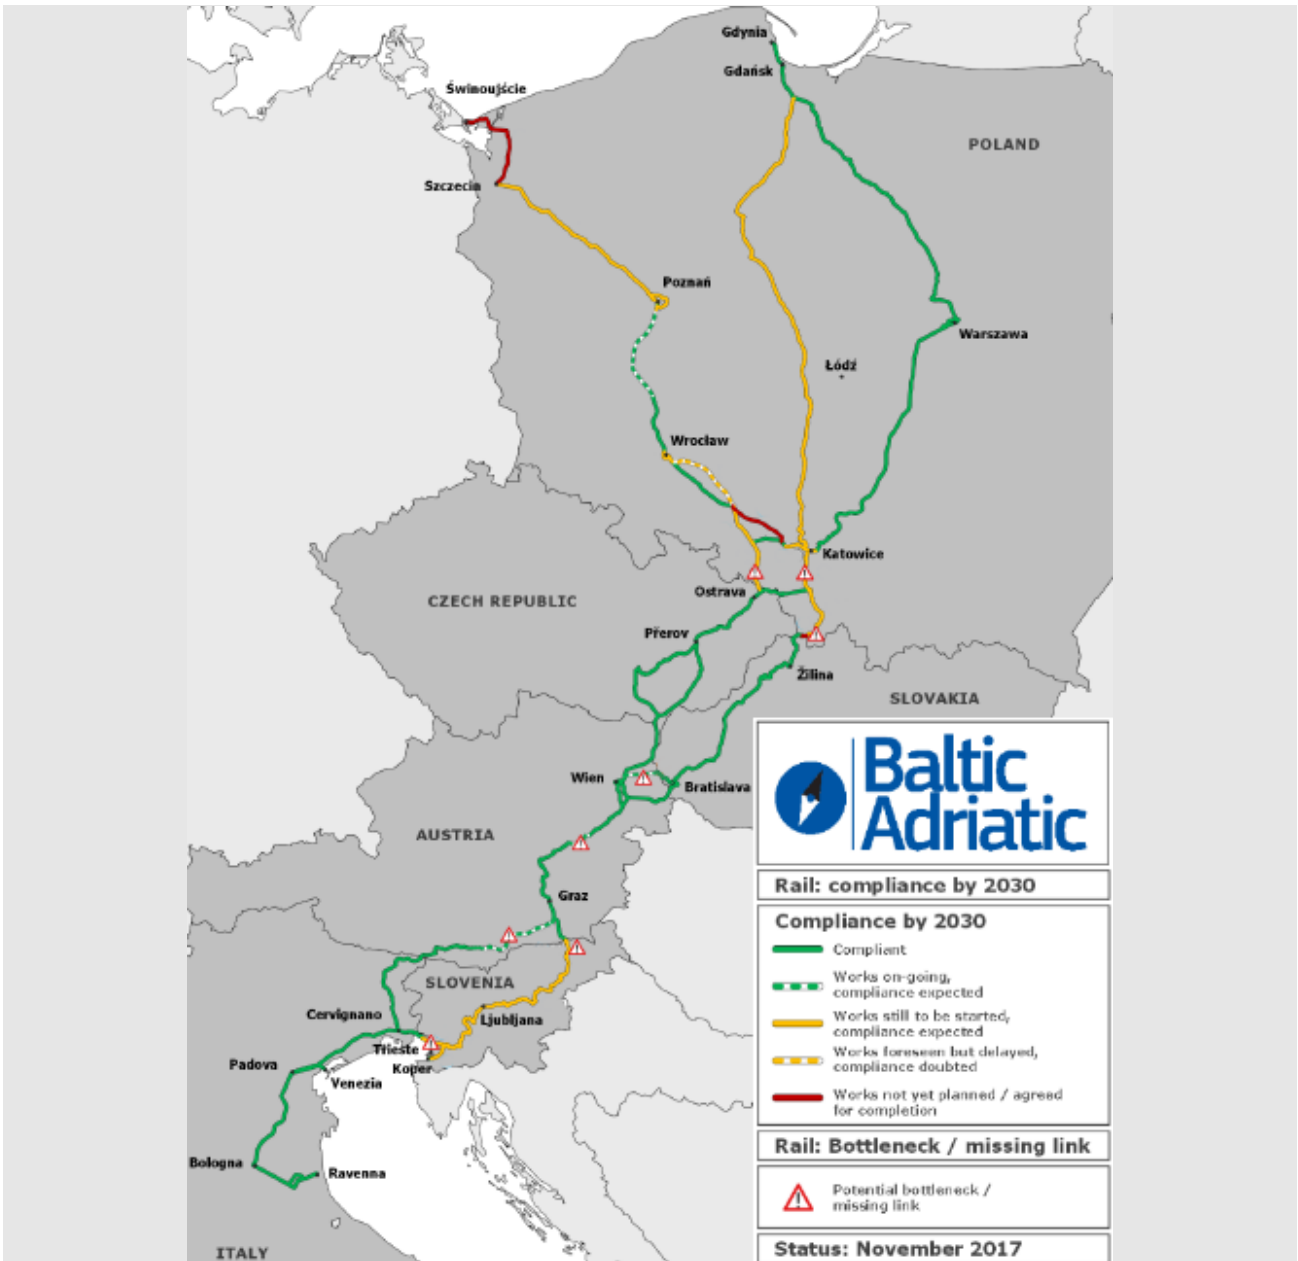 Gdynia
Gdańsk
Świnoujście
POLAND
Szczecin
Poznań
Warszawa
Łódź
Wrocław
Katowice
Ostrava
CZECH REPUBLIC
Přerov
Žilina
SLOVAKIA
Wien
Bratislava
AUSTRIA
Graz
SLOVENIA
Cervignano
Ljubljana
Trieste
Koper
Padova
Venezia
Bologna
Ravenna
ITALY
Baltic
Adriatic
Rail: compliance by 2030
Compliance by 2030
Compliant
Works on-going,
compliance expected
Works still to be started,
compliance expected
Works foreseen but delayed,
compliance doubted
Works not yet planned / agreed
for completion
Rail: Bottleneck / missing link
Potential bottleneck /
missing link
Status: November 2017